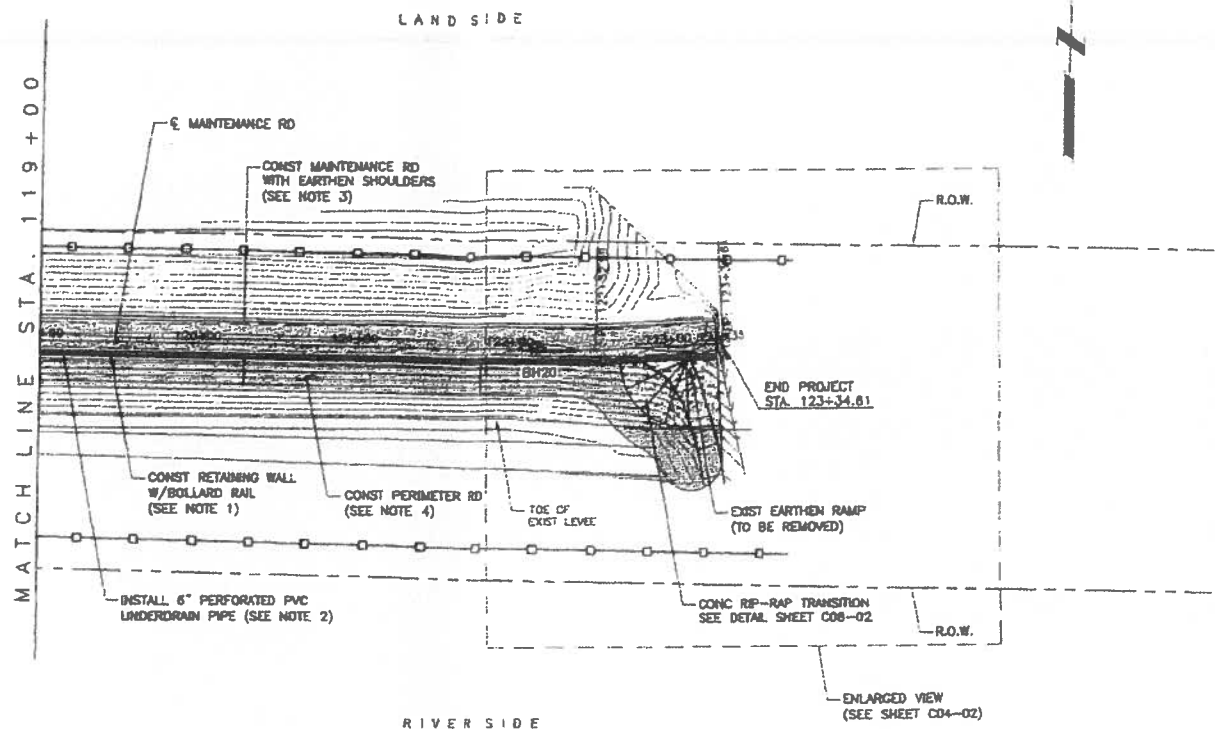 LAND SIDE
MATCH LINE STA. 119+00
℄ MAINTENANCE RD
CONST MAINTENANCE RD
WITH EARTHEN SHOULDERS
(SEE NOTE 3)
R.O.W.
BH20
END PROJECT
STA. 123+34.81
CONST RETAINING WALL
W/BOLLARD RAIL
(SEE NOTE 1)
CONST PERIMETER RD
(SEE NOTE 4)
TOE OF
EXIST LEVEE
EXIST EARTHEN RAMP
(TO BE REMOVED)
INSTALL 6" PERFORATED PVC
UNDERDRAIN PIPE (SEE NOTE 2)
CONC RIP-RAP TRANSITION
SEE DETAIL SHEET C08-02
R.O.W.
ENLARGED VIEW
(SEE SHEET C04-02)
RIVER SIDE